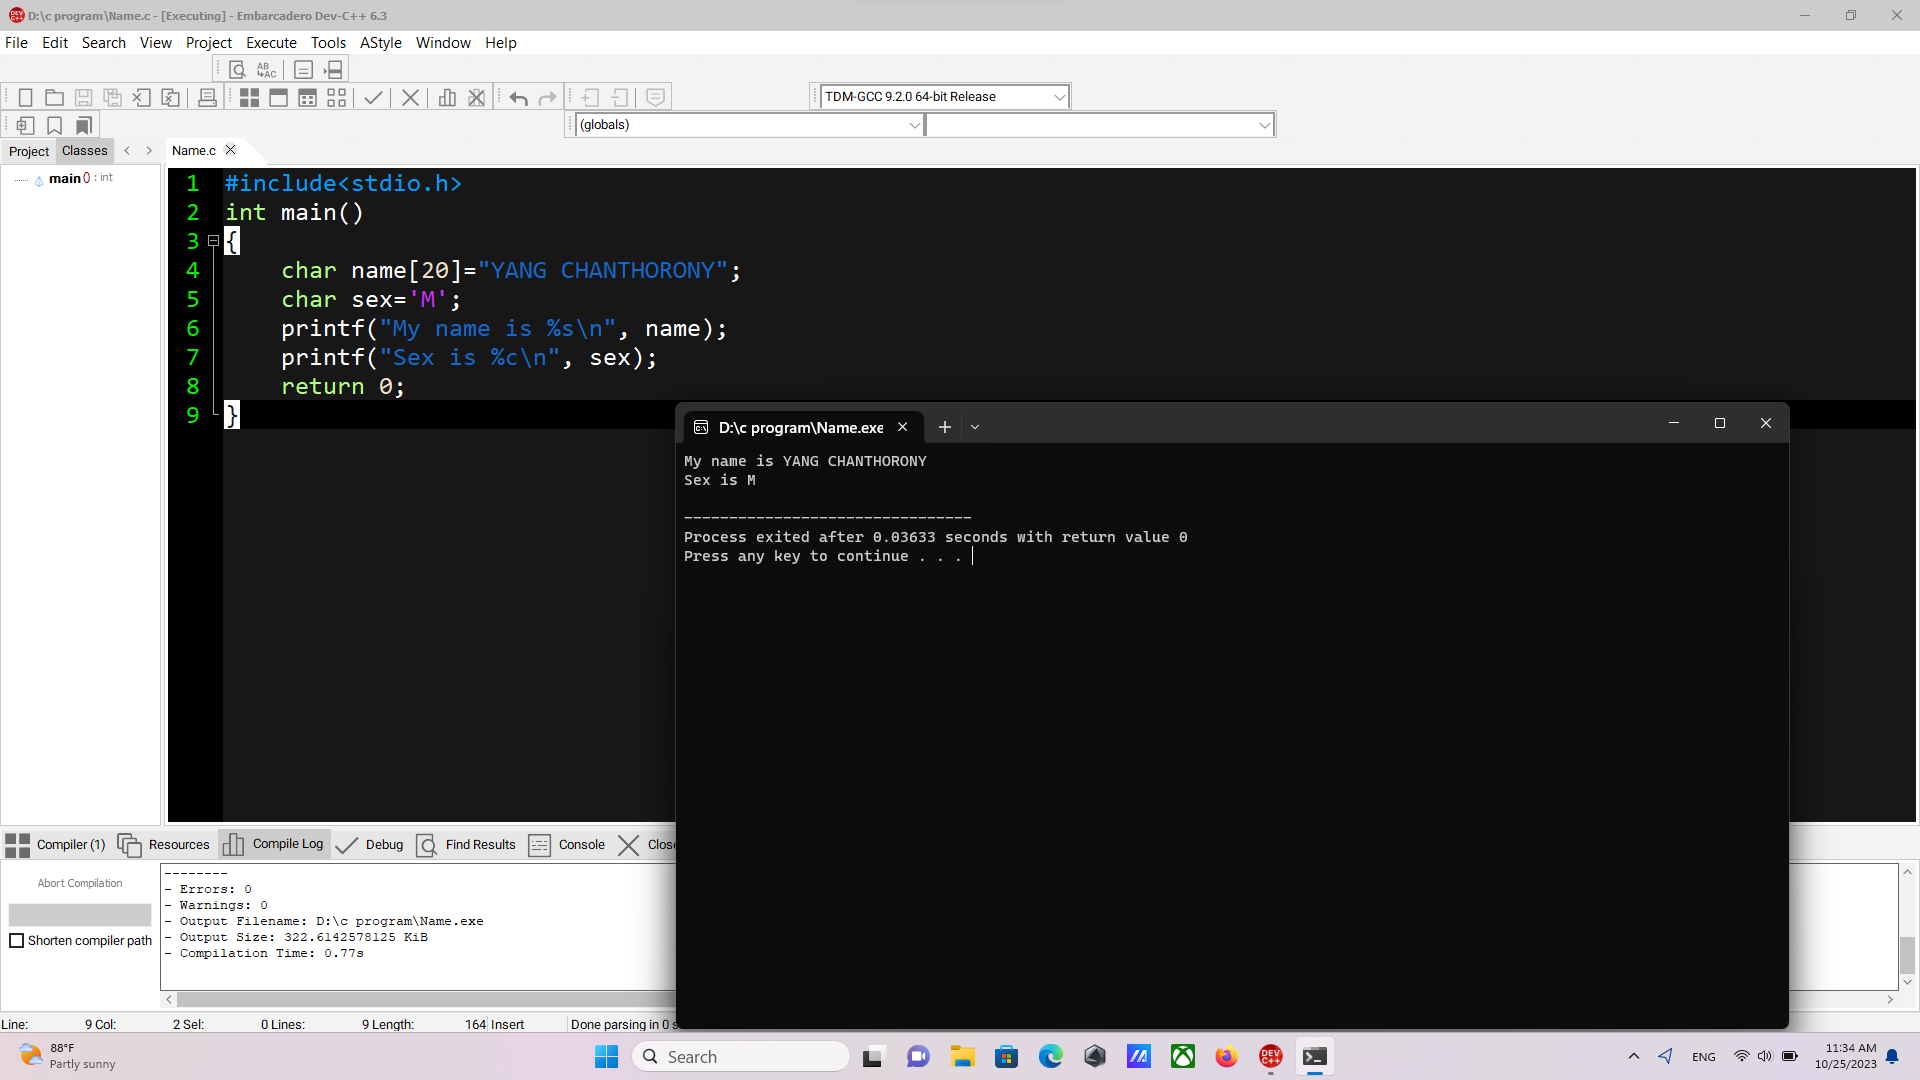 D:\c program\Name.c - [Executing] - Embarcadero Dev-C++ 6.3
File Edit Search View Project Execute Tools AStyle Window Help
TDM-GCC 9.2.0 64-bit Release
(globals)
Project Classes
Name.c
main() : int
1 #include<stdio.h>
2 int main()
3 {
4 char name[20]="YANG CHANTHORONY";
5 char sex='M';
6 printf("My name is %s\n", name);
7 printf("Sex is %c\n", sex);
8 return 0;
9 }
D:\c program\Name.exe
My name is YANG CHANTHORONY
Sex is M
--------------------------------
Process exited after 0.03633 seconds with return value 0
Press any key to continue . . .
Compiler (1) Resources Compile Log Debug Find Results Console Close
Abort Compilation
Shorten compiler path
--------
- Errors: 0
- Warnings: 0
- Output Filename: D:\c program\Name.exe
- Output Size: 322.6142578125 KiB
- Compilation Time: 0.77s
Line: 9 Col: 2 Sel: 0 Lines: 9 Length: 164 Insert Done parsing in 0 s
88°F
Partly sunny
Search
DEV C++
ENG
11:34 AM
10/25/2023